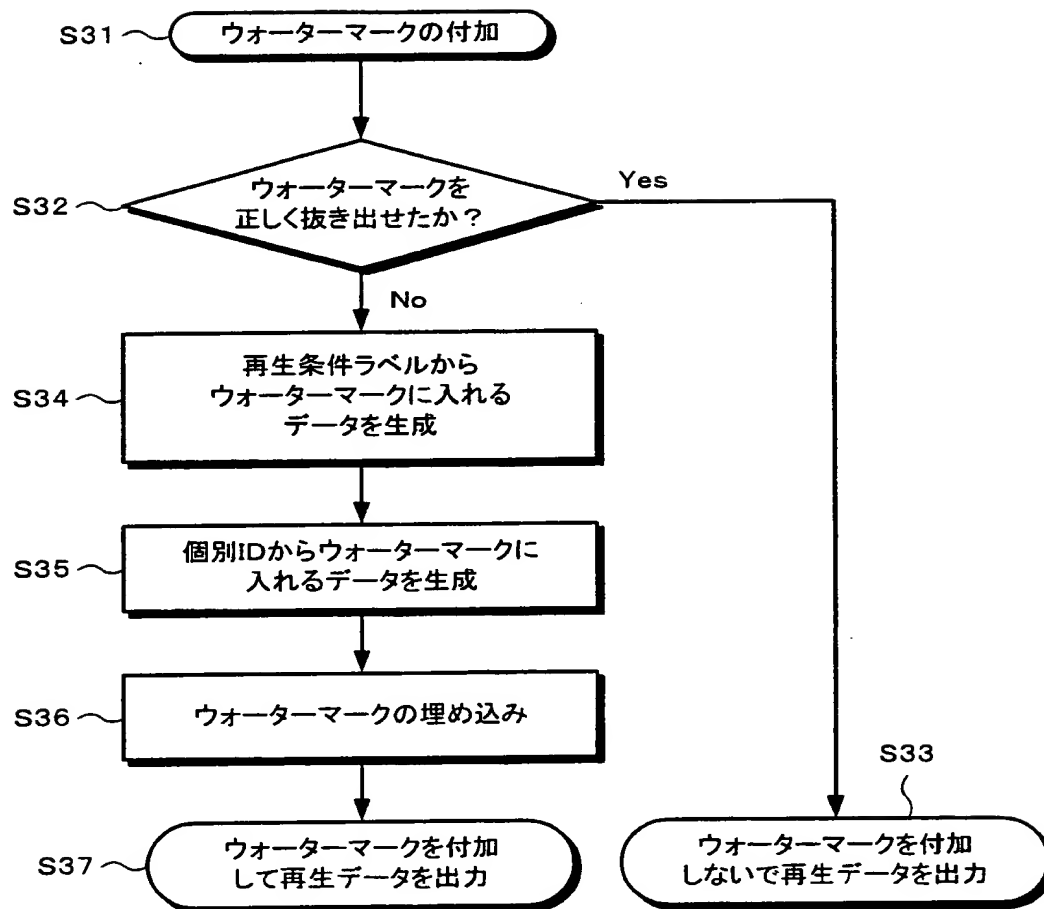 S31
ウォーターマークの付加
S32
ウォーターマークを
正しく抜き出せたか？
Yes
No
S34
再生条件ラベルから
ウォーターマークに入れる
データを生成
S35
個別IDからウォーターマークに
入れるデータを生成
S36
ウォーターマークの埋め込み
S37
ウォーターマークを付加
して再生データを出力
S33
ウォーターマークを付加
しないで再生データを出力